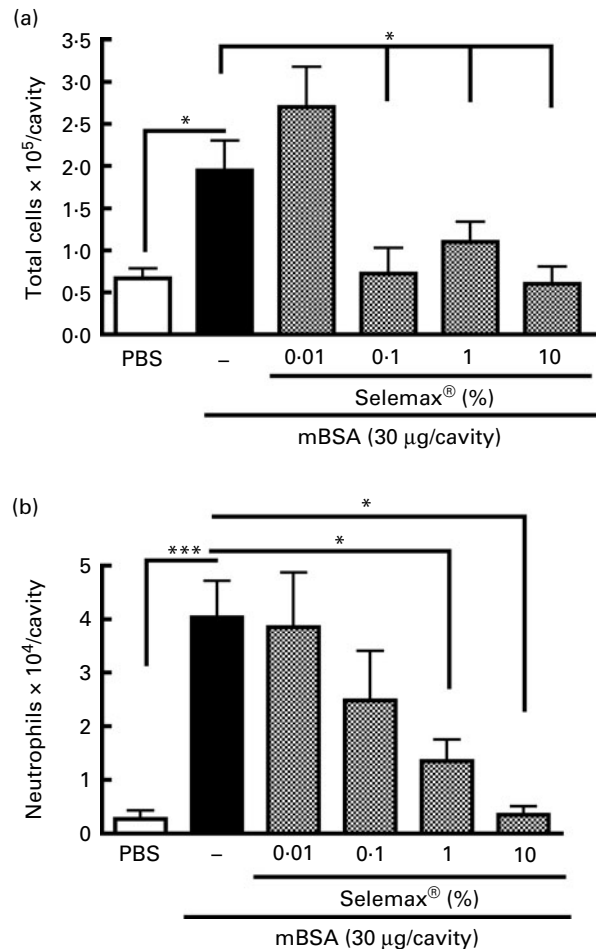 (a)
Total cells × 10⁵/cavity
3·5
3·0
2·5
2·0
1·5
1·0
0·5
0·0
*
*
PBS – 0·01 0·1 1 10
Selemax® (%)
mBSA (30 µg/cavity)
(b)
Neutrophils × 10⁴/cavity
5
4
3
2
1
0
*
*
***
PBS – 0·01 0·1 1 10
Selemax® (%)
mBSA (30 µg/cavity)